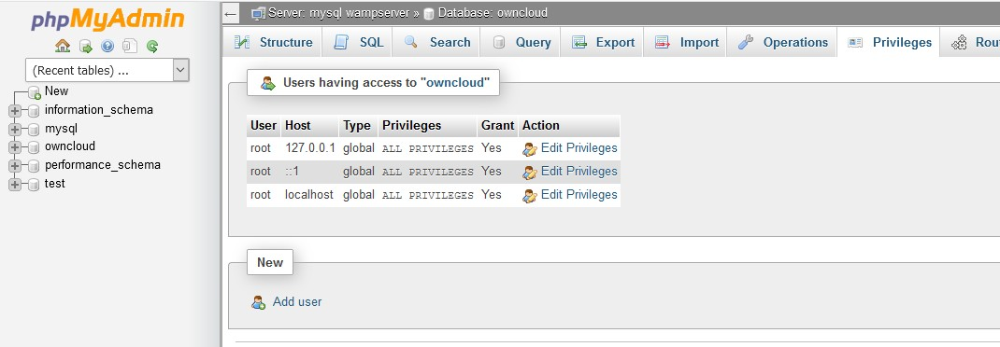 phpMyAdmin
(Recent tables) ...
New
information_schema
mysql
owncloud
performance_schema
test
Server: mysql wampserver » Database: owncloud
Structure SQL Search Query Export Import Operations Privileges Rou
Users having access to "owncloud"
User Host Type Privileges Grant Action
root 127.0.0.1 global ALL PRIVILEGES Yes Edit Privileges
root ::1 global ALL PRIVILEGES Yes Edit Privileges
root localhost global ALL PRIVILEGES Yes Edit Privileges
New
Add user